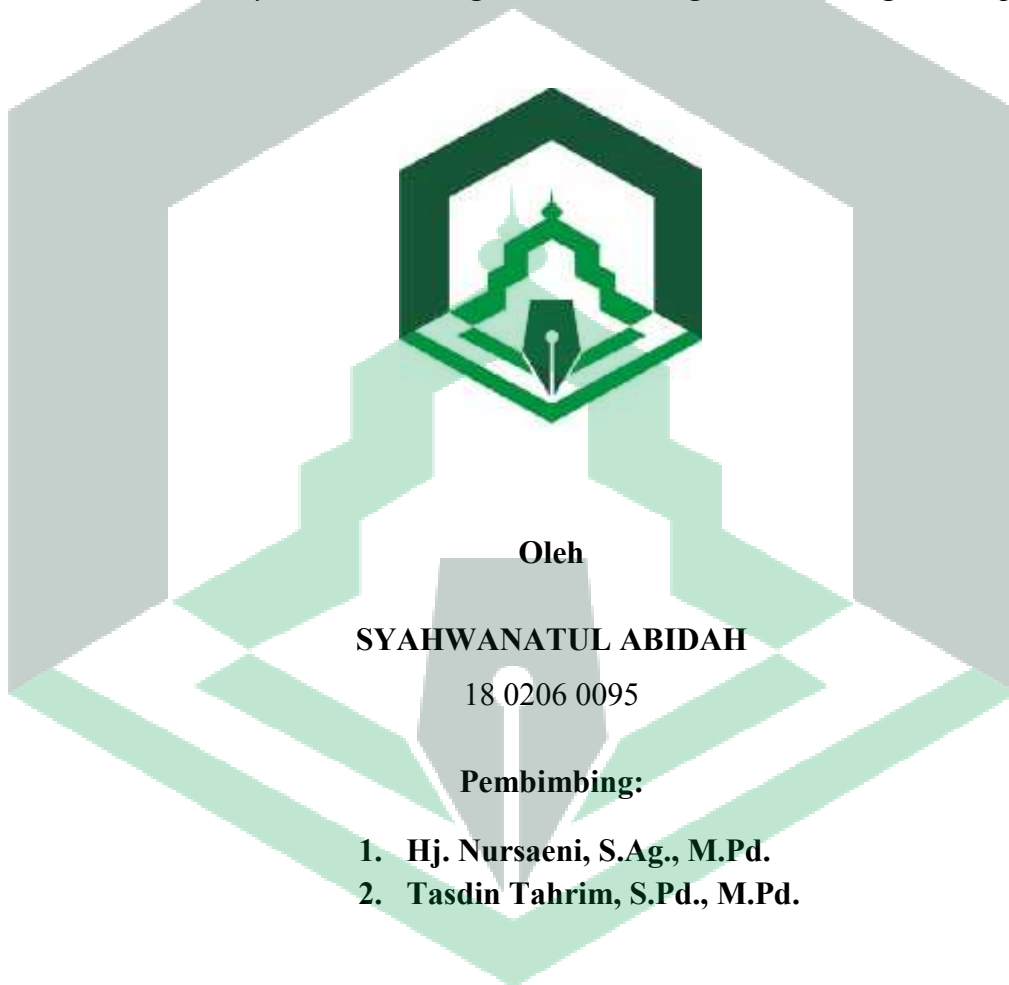 Oleh
SYAHWANATUL ABIDAH
18 0206 0095
Pembimbing:
1. Hj. Nursaeni, S.Ag., M.Pd.
2. Tasdin Tahrim, S.Pd., M.Pd.